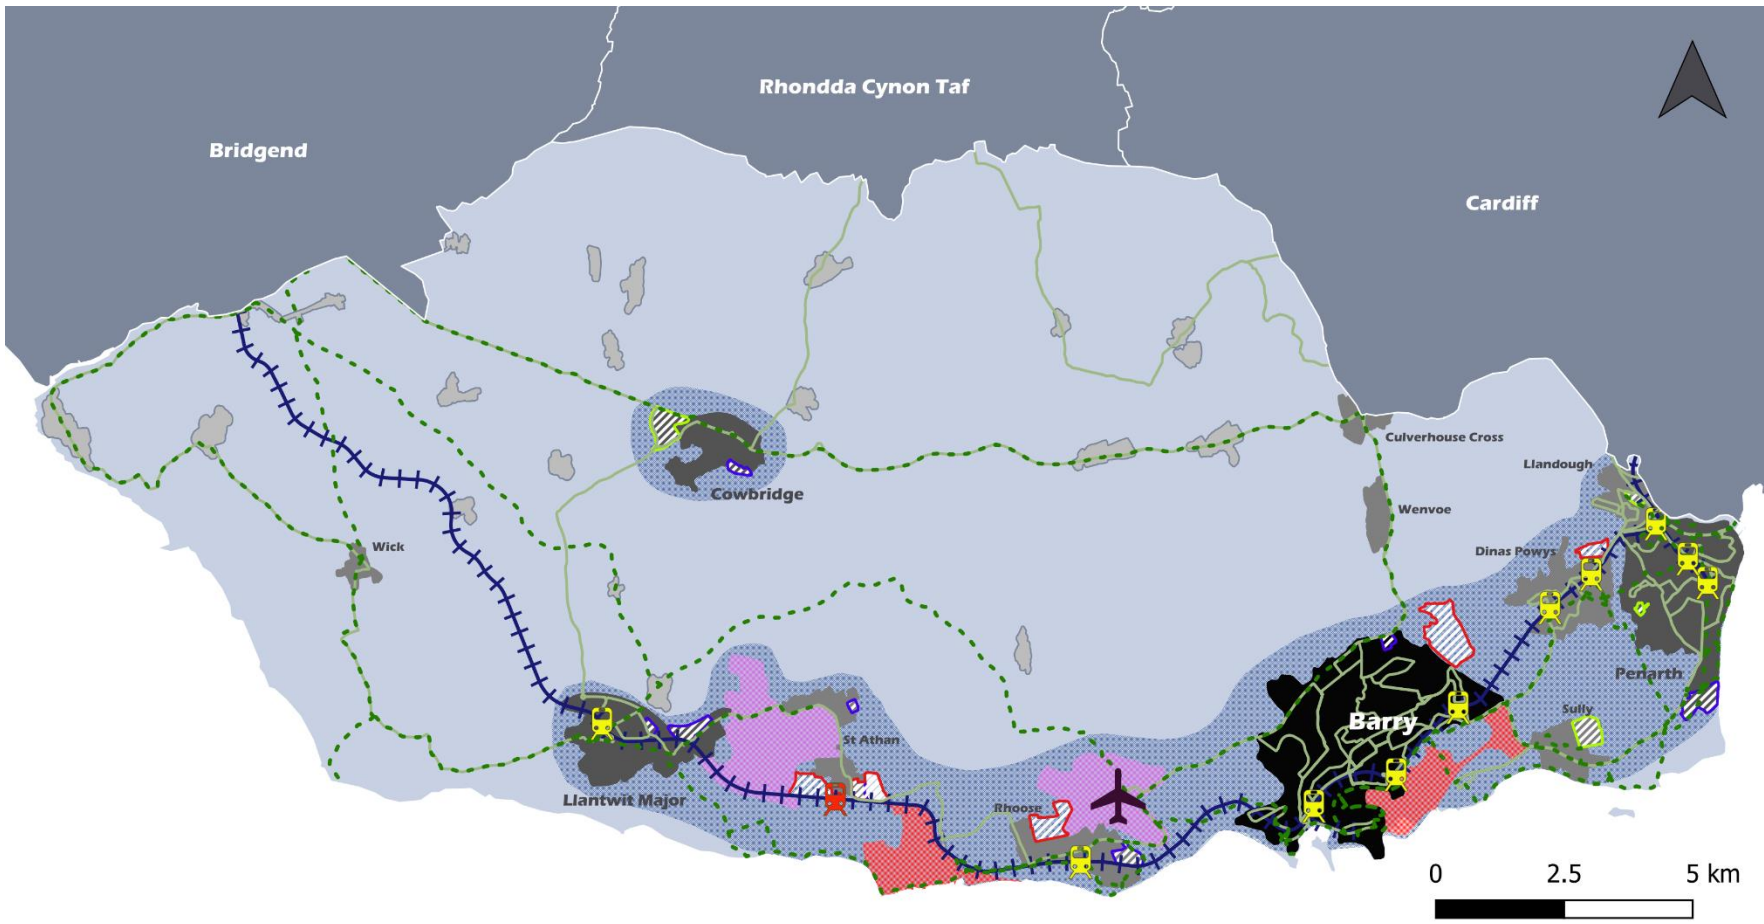 Rhondda Cynon Taf
Bridgend
Cardiff
Culverhouse Cross
Llandough
Cowbridge
Wenvoe
Wick
Dinas Powys
Penarth
Barry
Sully
St Athan
Llantwit Major
Rhoose
0 2.5 5 km